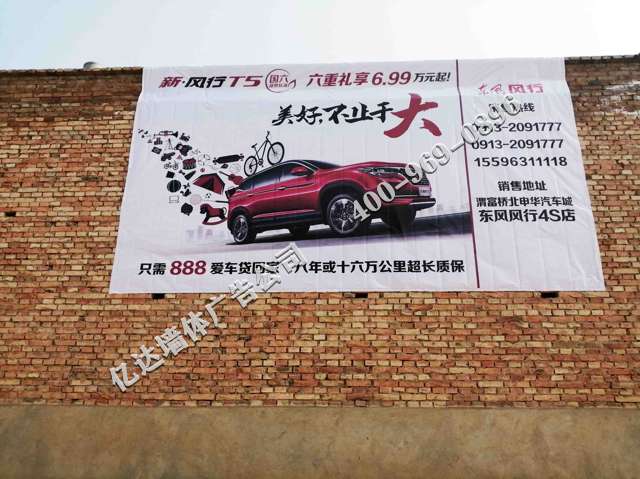 新·风行T5 国六 六重礼享6.99万元起!
美好,不止于大
只需888爱车贷回家 八年或十六万公里超长质保
东风风行
热线
0913-2091777
0913-2091777
15596311118
销售地址
渭富桥北申华汽车城
东风风行4S店
400-969-0896
亿达墙体广告公司